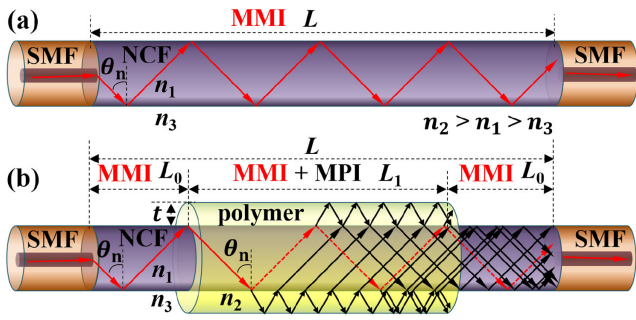 (a)
MMI L
SMF NCF SMF
θn
n1
n3 n2 > n1 > n3
L
(b) MMI L0 MMI + MPI L1 MMI L0
t polymer
SMF NCF SMF
θn θn
n1
n3 n2